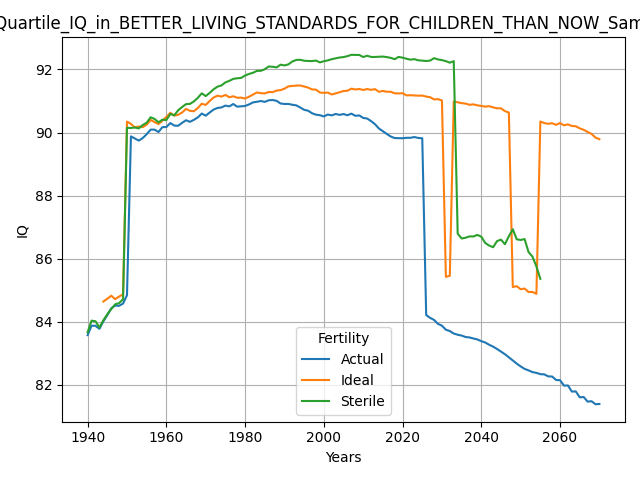 Quartile_IQ_in_BETTER_LIVING_STANDARDS_FOR_CHILDREN_THAN_NOW_Sam
92
90
88
86
84
82
IQ
Fertility
Actual
Ideal
Sterile
1940 1960 1980 2000 2020 2040 2060
Years